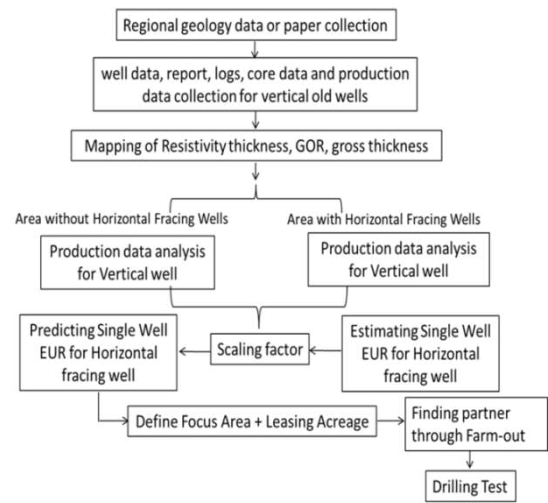 Regional geology data or paper collection
well data, report, logs, core data and production
data collection for vertical old wells
Mapping of Resistivity thickness, GOR, gross thickness
Area without Horizontal Fracing Wells
Area with Horizontal Fracing Wells
Production data analysis
for Vertical well
Production data analysis
for Vertical well
Predicting Single Well
EUR for Horizontal
fracing well
Scaling factor
Estimating Single Well
EUR for Horizontal
fracing well
Define Focus Area + Leasing Acreage
Finding partner
through Farm-out
Drilling Test